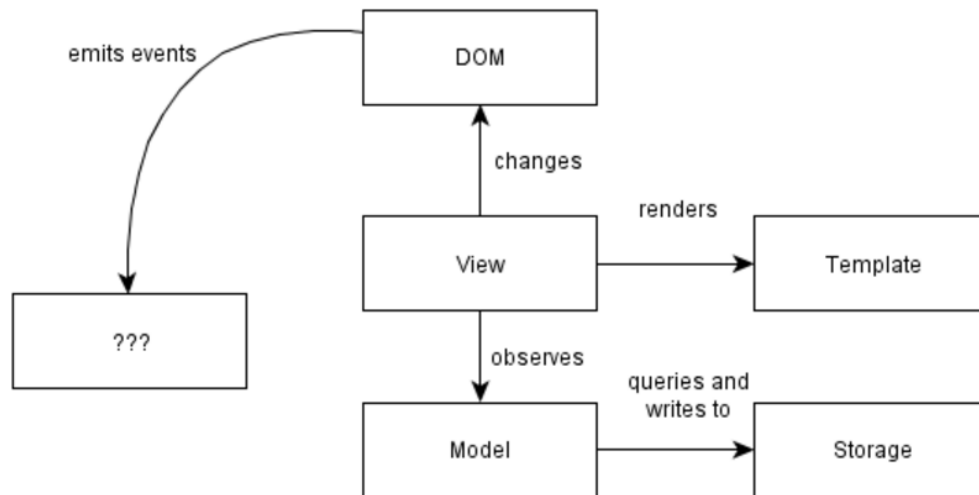 DOM
emits events
changes
renders
View
Template
???
observes
queries and
writes to
Model
Storage